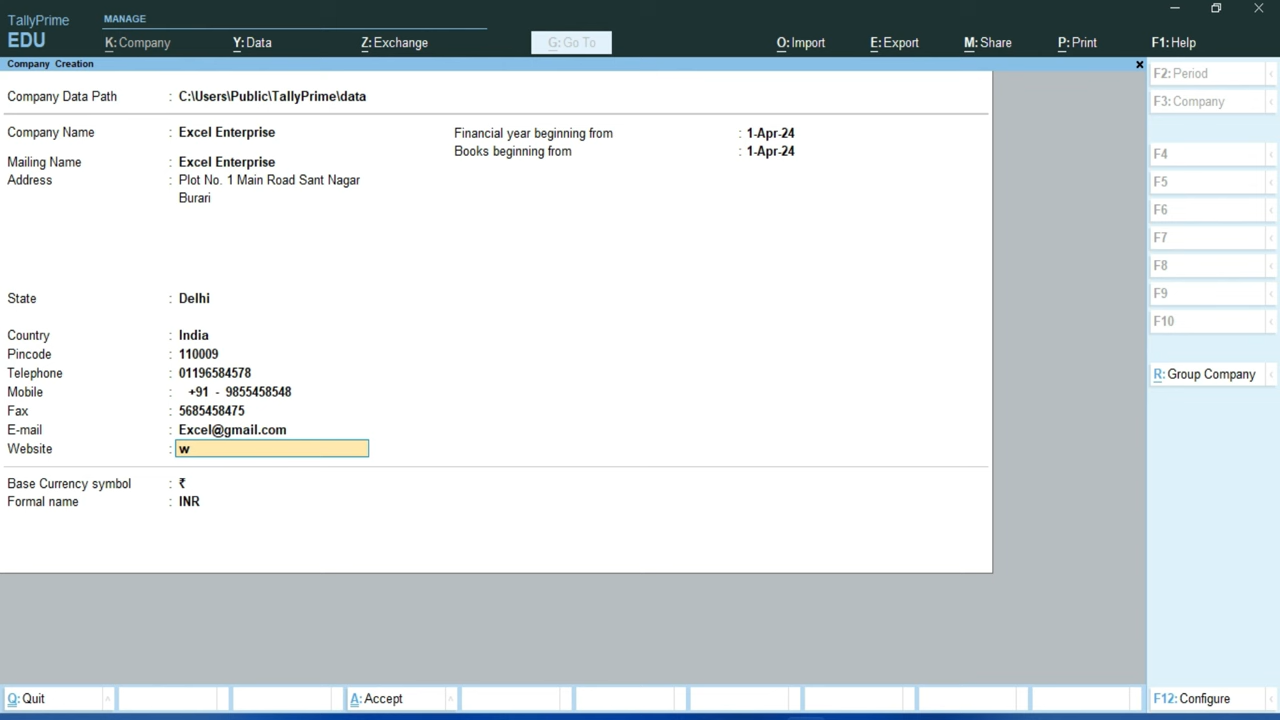 TallyPrime
EDU
MANAGE
K: Company
Y: Data
Z: Exchange
G: Go To
O: Import
E: Export
M: Share
P: Print
F1: Help
Company Creation
x
Company Data Path : C:\Users\Public\TallyPrime\data
Company Name : Excel Enterprise
Financial year beginning from : 1-Apr-24
Books beginning from : 1-Apr-24
Mailing Name : Excel Enterprise
Address : Plot No. 1 Main Road Sant Nagar
Burari
State : Delhi
Country : India
Pincode : 110009
Telephone : 01196584578
Mobile : +91 - 9855458548
Fax : 5685458475
E-mail : Excel@gmail.com
Website : w
Base Currency symbol : ₹
Formal name : INR
F2: Period
F3: Company
F4
F5
F6
F7
F8
F9
F10
R: Group Company
Q: Quit
A: Accept
F12: Configure